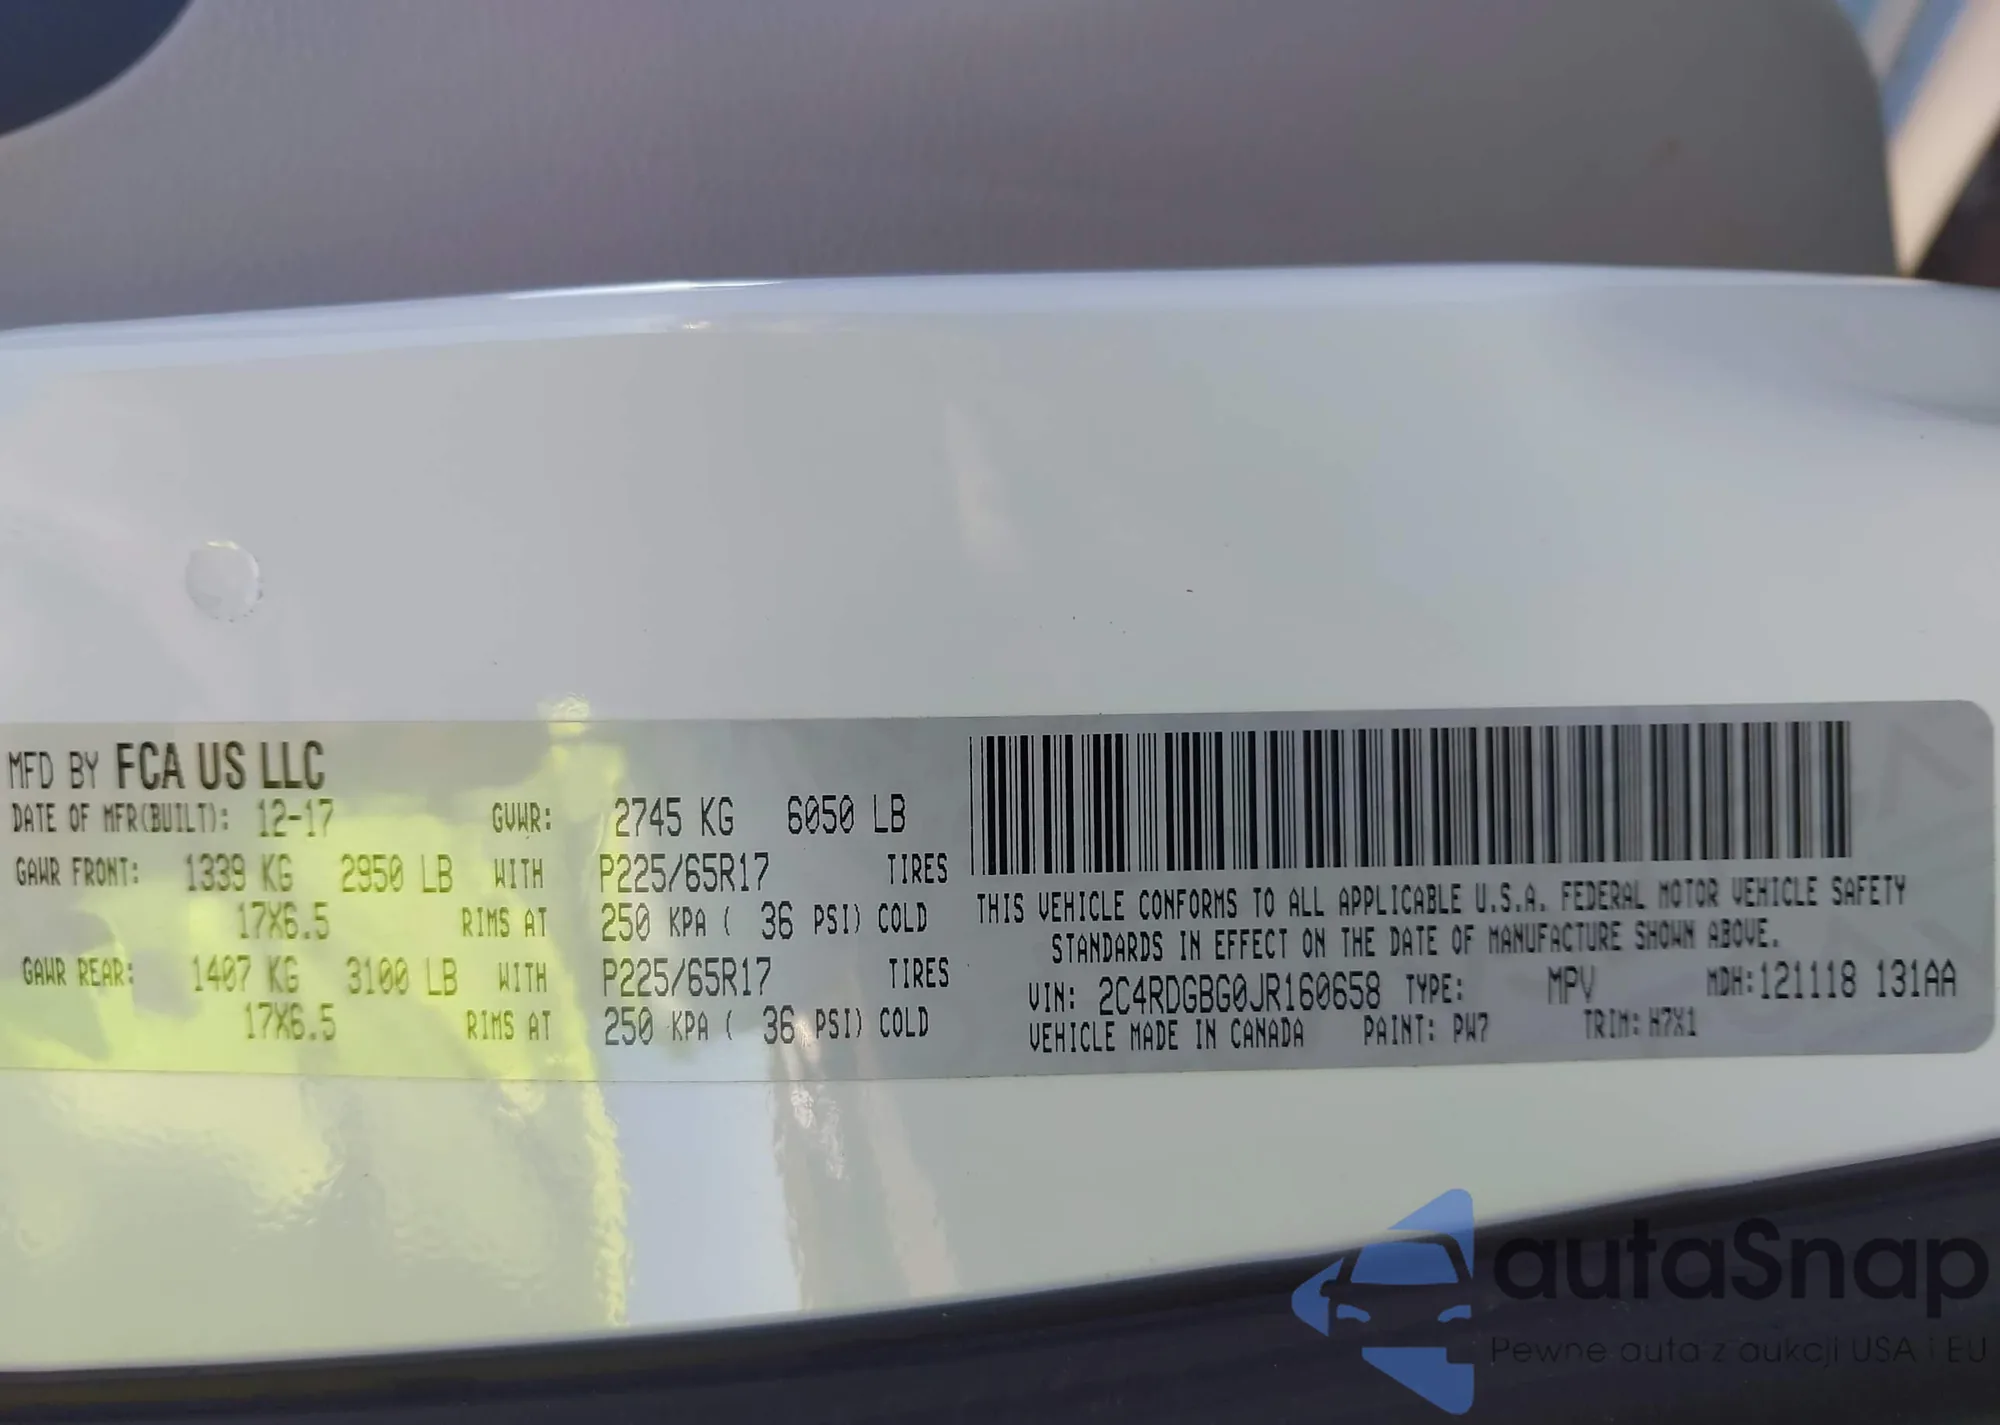 MFD BY FCA US LLC
DATE OF MFR(BUILT): 12-17 GVWR: 2745 KG 6050 LB
GAWR FRONT: 1339 KG 2950 LB WITH P225/65R17 TIRES
17X6.5 RIMS AT 250 KPA ( 36 PSI) COLD
GAWR REAR: 1407 KG 3100 LB WITH P225/65R17 TIRES
17X6.5 RIMS AT 250 KPA ( 36 PSI) COLD
THIS VEHICLE CONFORMS TO ALL APPLICABLE U.S.A. FEDERAL MOTOR VEHICLE SAFETY
STANDARDS IN EFFECT ON THE DATE OF MANUFACTURE SHOWN ABOVE.
VIN: 2C4RDGBG0JR160658 TYPE: MPV MDH:121118 131AA
VEHICLE MADE IN CANADA PAINT: PW7 TRIM: H7X1
autaSnap
Pewne auta z aukcji USA i EU